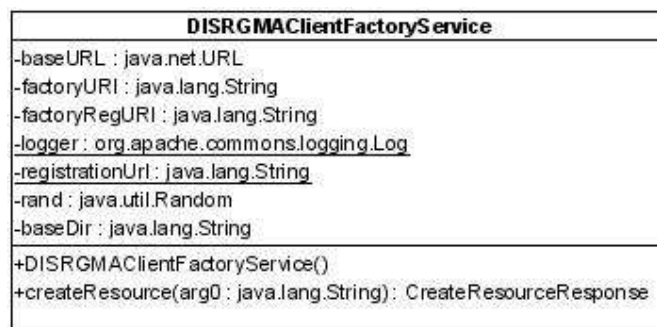 DISRGMAClientFactoryService
-baseURL : java.net.URL
-factoryURI : java.lang.String
-factoryRegURI : java.lang.String
-logger : org.apache.commons.logging.Log
-registrationUrl : java.lang.String
-rand : java.util.Random
-baseDir : java.lang.String
+DISRGMAClientFactoryService()
+createResource(arg0 : java.lang.String) : CreateResourceResponse